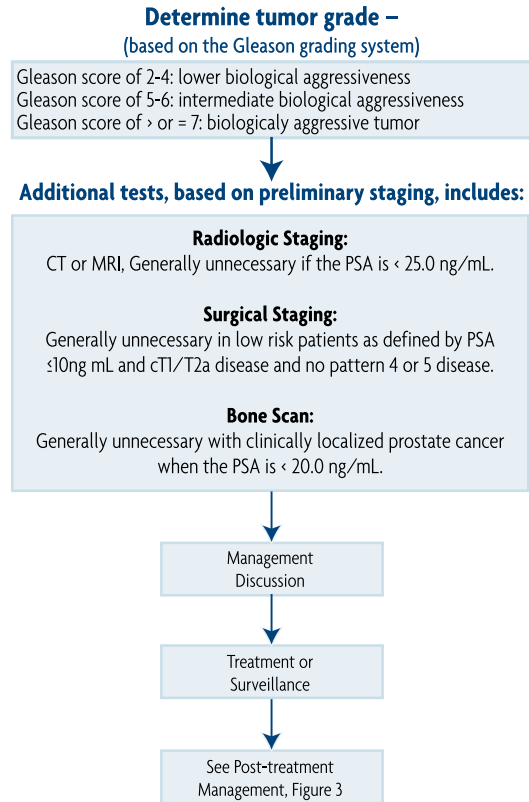 Determine tumor grade –
(based on the Gleason grading system)
Gleason score of 2-4: lower biological aggressiveness
Gleason score of 5-6: intermediate biological aggressiveness
Gleason score of › or = 7: biologicaly aggressive tumor
Additional tests, based on preliminary staging, includes:
Radiologic Staging:
CT or MRI, Generally unnecessary if the PSA is ‹ 25.0 ng/mL.
Surgical Staging:
Generally unnecessary in low risk patients as defined by PSA
≤10ng mL and cT1/T2a disease and no pattern 4 or 5 disease.
Bone Scan:
Generally unnecessary with clinically localized prostate cancer
when the PSA is ‹ 20.0 ng/mL.
Management
Discussion
Treatment or
Surveillance
See Post-treatment
Management, Figure 3